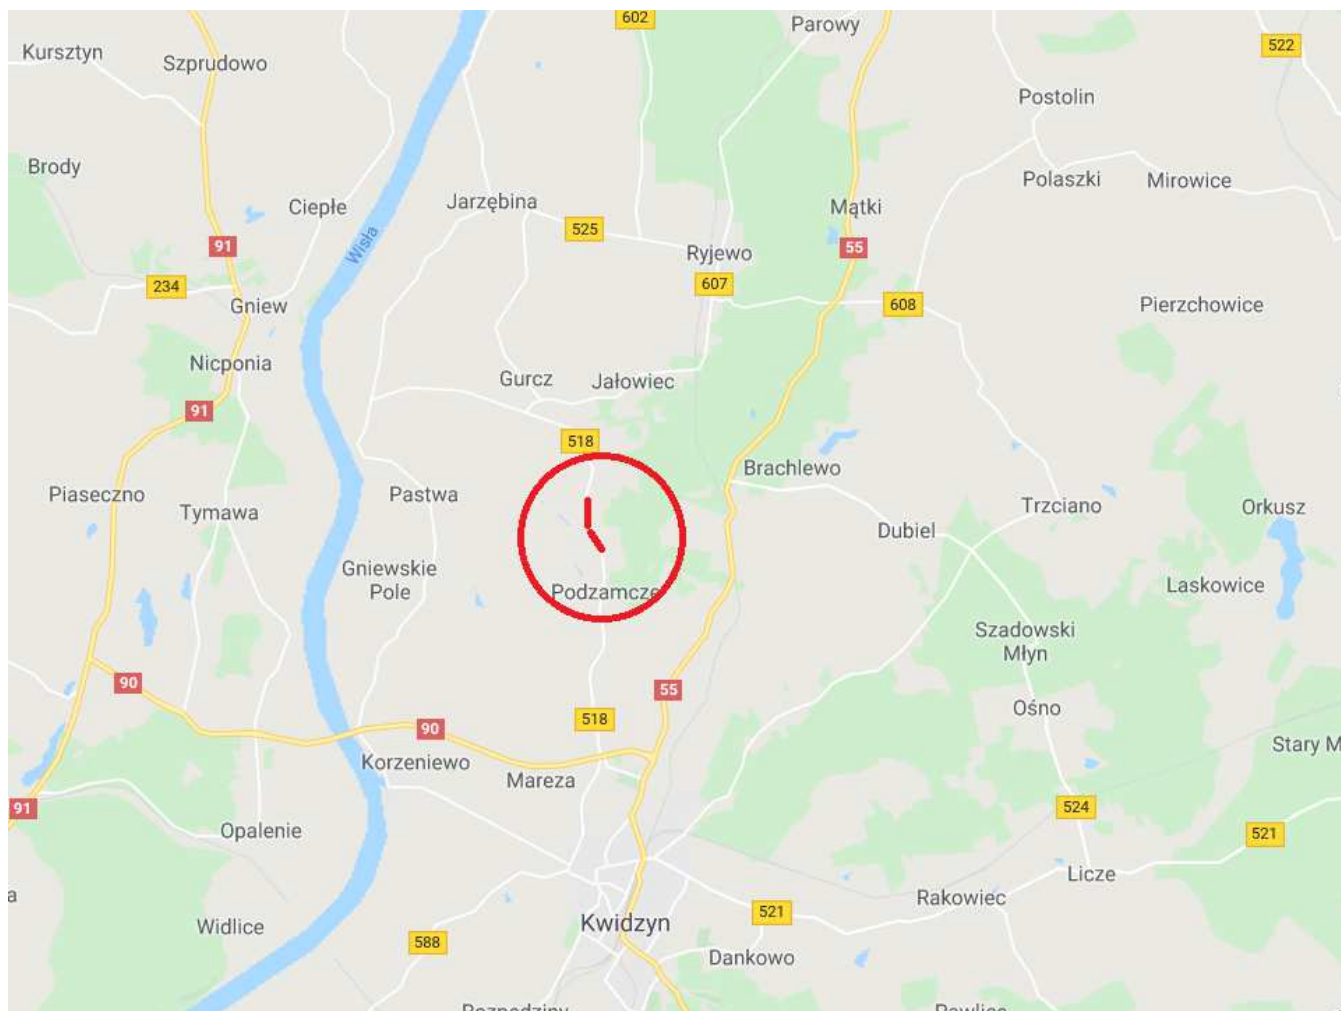 602
Parowy
522
Kursztyn
Szprudowo
Postolin
Brody
Polaszki
Mirowice
Ciepłe
Jarzębina
Mątki
525
Wisła
91
Ryjewo
55
234
607
608
Gniew
Pierzchowice
Nicponia
Gurcz
Jałowiec
91
518
Brachlewo
Piaseczno
Pastwa
Trzciano
Orkusz
Tymawa
Dubiel
Gniewskie
Pole
Podzamcze
Laskowice
Szadowski
Młyn
90
55
Ośno
518
90
Stary M
Korzeniewo
Mareza
91
524
Opalenie
521
Licze
a
Rakowiec
Widlice
Kwidzyn
521
588
Dankowo